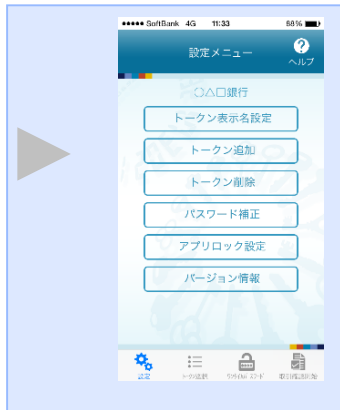 ●●●●● SoftBank 4G 11:33 58%
設定メニュー
?
ヘルプ
○△□銀行
トークン表示名設定
トークン追加
トークン削除
パスワード補正
アプリロック設定
バージョン情報
設定